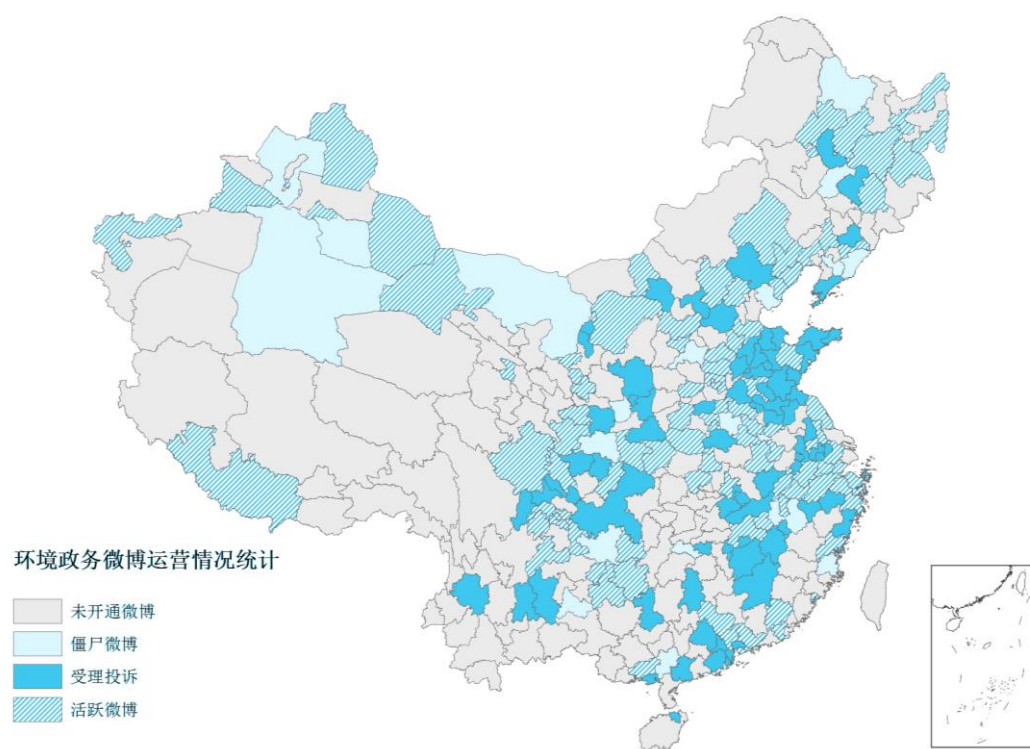 环境政务微博运营情况统计
未开通微博
僵尸微博
受理投诉
活跃微博